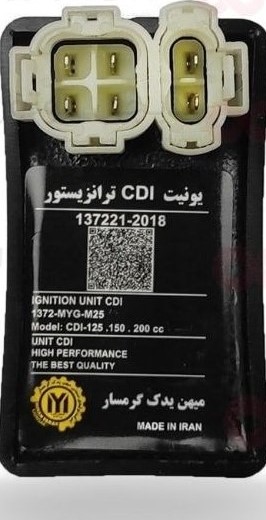 یونیت CDI ترانزیستور
137221-2018
IGNITION UNIT CDI
1372-MYG-M25
Model: CDI-125 .150 . 200 cc
UNIT CDI
HIGH PERFORMANCE
THE BEST QUALITY
میهن یدک گرمسار
MADE IN IRAN